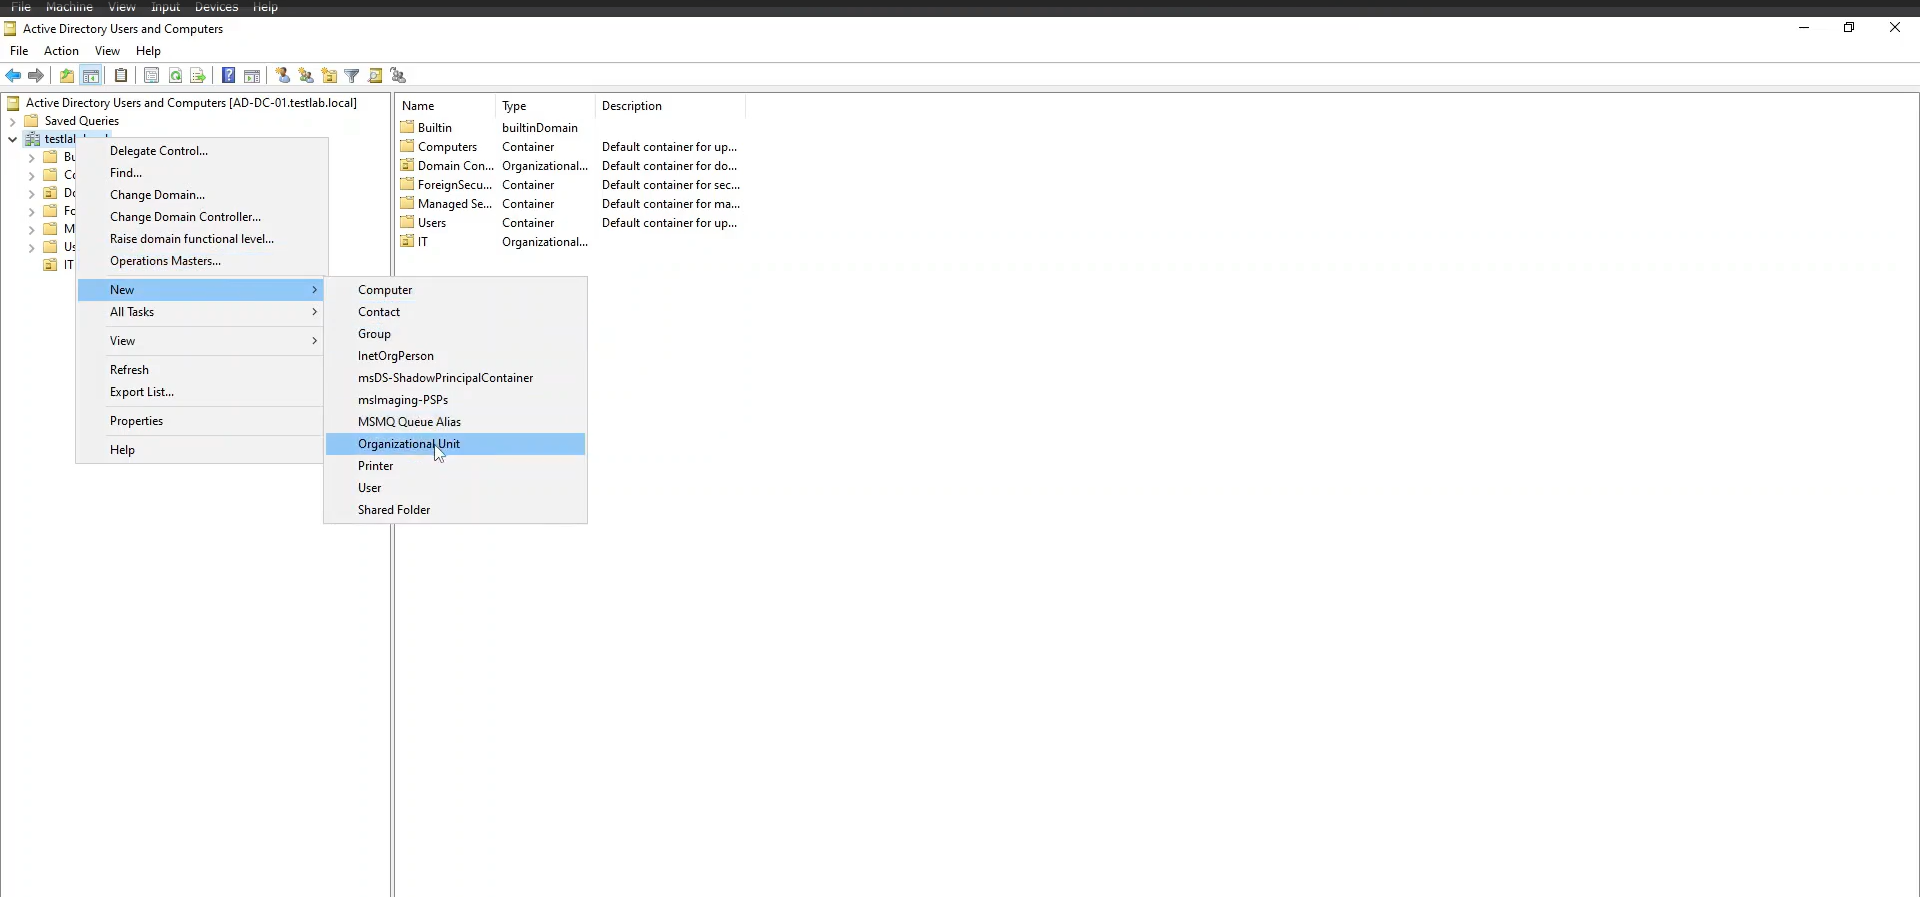 File Machine View Input Devices Help
Active Directory Users and Computers
File Action View Help
Active Directory Users and Computers [AD-DC-01.testlab.local]
Saved Queries
testla
Bu
Co
Do
Fo
M
Us
IT
Delegate Control...
Find...
Change Domain...
Change Domain Controller...
Raise domain functional level...
Operations Masters...
New
All Tasks
View
Refresh
Export List...
Properties
Help
Computer
Contact
Group
InetOrgPerson
msDS-ShadowPrincipalContainer
msImaging-PSPs
MSMQ Queue Alias
Organizational Unit
Printer
User
Shared Folder
Name Type Description
Builtin builtinDomain
Computers Container Default container for up...
Domain Con... Organizational... Default container for do...
ForeignSecu... Container Default container for sec...
Managed Se... Container Default container for ma...
Users Container Default container for up...
IT Organizational...